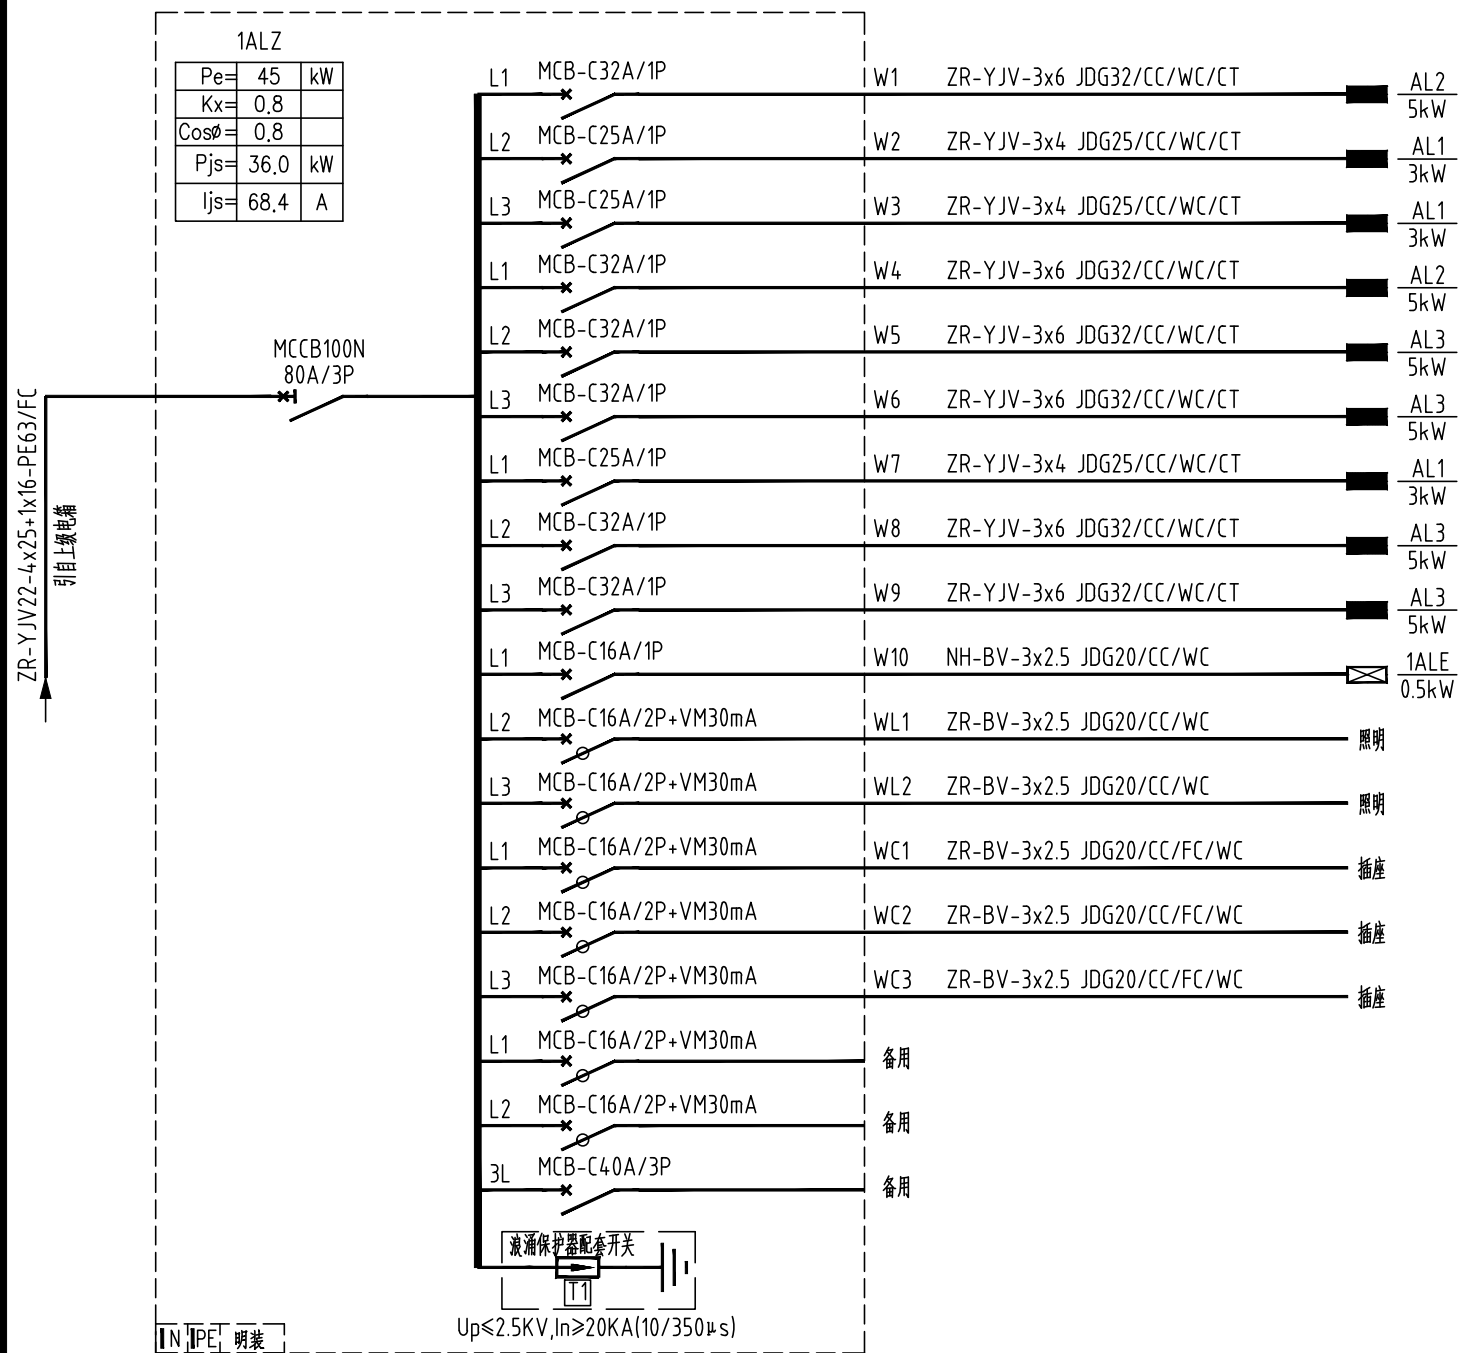 1ALZ
Pe= 45 kW
Kx= 0.8
Cosø= 0.8
Pjs= 36.0 kW
Ijs= 68.4 A
MCCB100N
80A/3P
ZR-YJV22-4x25+1x16-PE63/FC
引自上级电箱
L1 MCB-C32A/1P W1 ZR-YJV-3x6 JDG32/CC/WC/CT AL2
5kW
L2 MCB-C25A/1P W2 ZR-YJV-3x4 JDG25/CC/WC/CT AL1
3kW
L3 MCB-C25A/1P W3 ZR-YJV-3x4 JDG25/CC/WC/CT AL1
3kW
L1 MCB-C32A/1P W4 ZR-YJV-3x6 JDG32/CC/WC/CT AL2
5kW
L2 MCB-C32A/1P W5 ZR-YJV-3x6 JDG32/CC/WC/CT AL3
5kW
L3 MCB-C32A/1P W6 ZR-YJV-3x6 JDG32/CC/WC/CT AL3
5kW
L1 MCB-C25A/1P W7 ZR-YJV-3x4 JDG25/CC/WC/CT AL1
3kW
L2 MCB-C32A/1P W8 ZR-YJV-3x6 JDG32/CC/WC/CT AL3
5kW
L3 MCB-C32A/1P W9 ZR-YJV-3x6 JDG32/CC/WC/CT AL3
5kW
L1 MCB-C16A/1P W10 NH-BV-3x2.5 JDG20/CC/WC 1ALE
0.5kW
L2 MCB-C16A/2P+VM30mA WL1 ZR-BV-3x2.5 JDG20/CC/WC 照明
L3 MCB-C16A/2P+VM30mA WL2 ZR-BV-3x2.5 JDG20/CC/WC 照明
L1 MCB-C16A/2P+VM30mA WC1 ZR-BV-3x2.5 JDG20/CC/FC/WC 插座
L2 MCB-C16A/2P+VM30mA WC2 ZR-BV-3x2.5 JDG20/CC/FC/WC 插座
L3 MCB-C16A/2P+VM30mA WC3 ZR-BV-3x2.5 JDG20/CC/FC/WC 插座
L1 MCB-C16A/2P+VM30mA 备用
L2 MCB-C16A/2P+VM30mA 备用
3L MCB-C40A/3P 备用
浪涌保护器配套开关
T1
Up≤2.5KV,In≥20KA(10/350μs)
N PE 明装